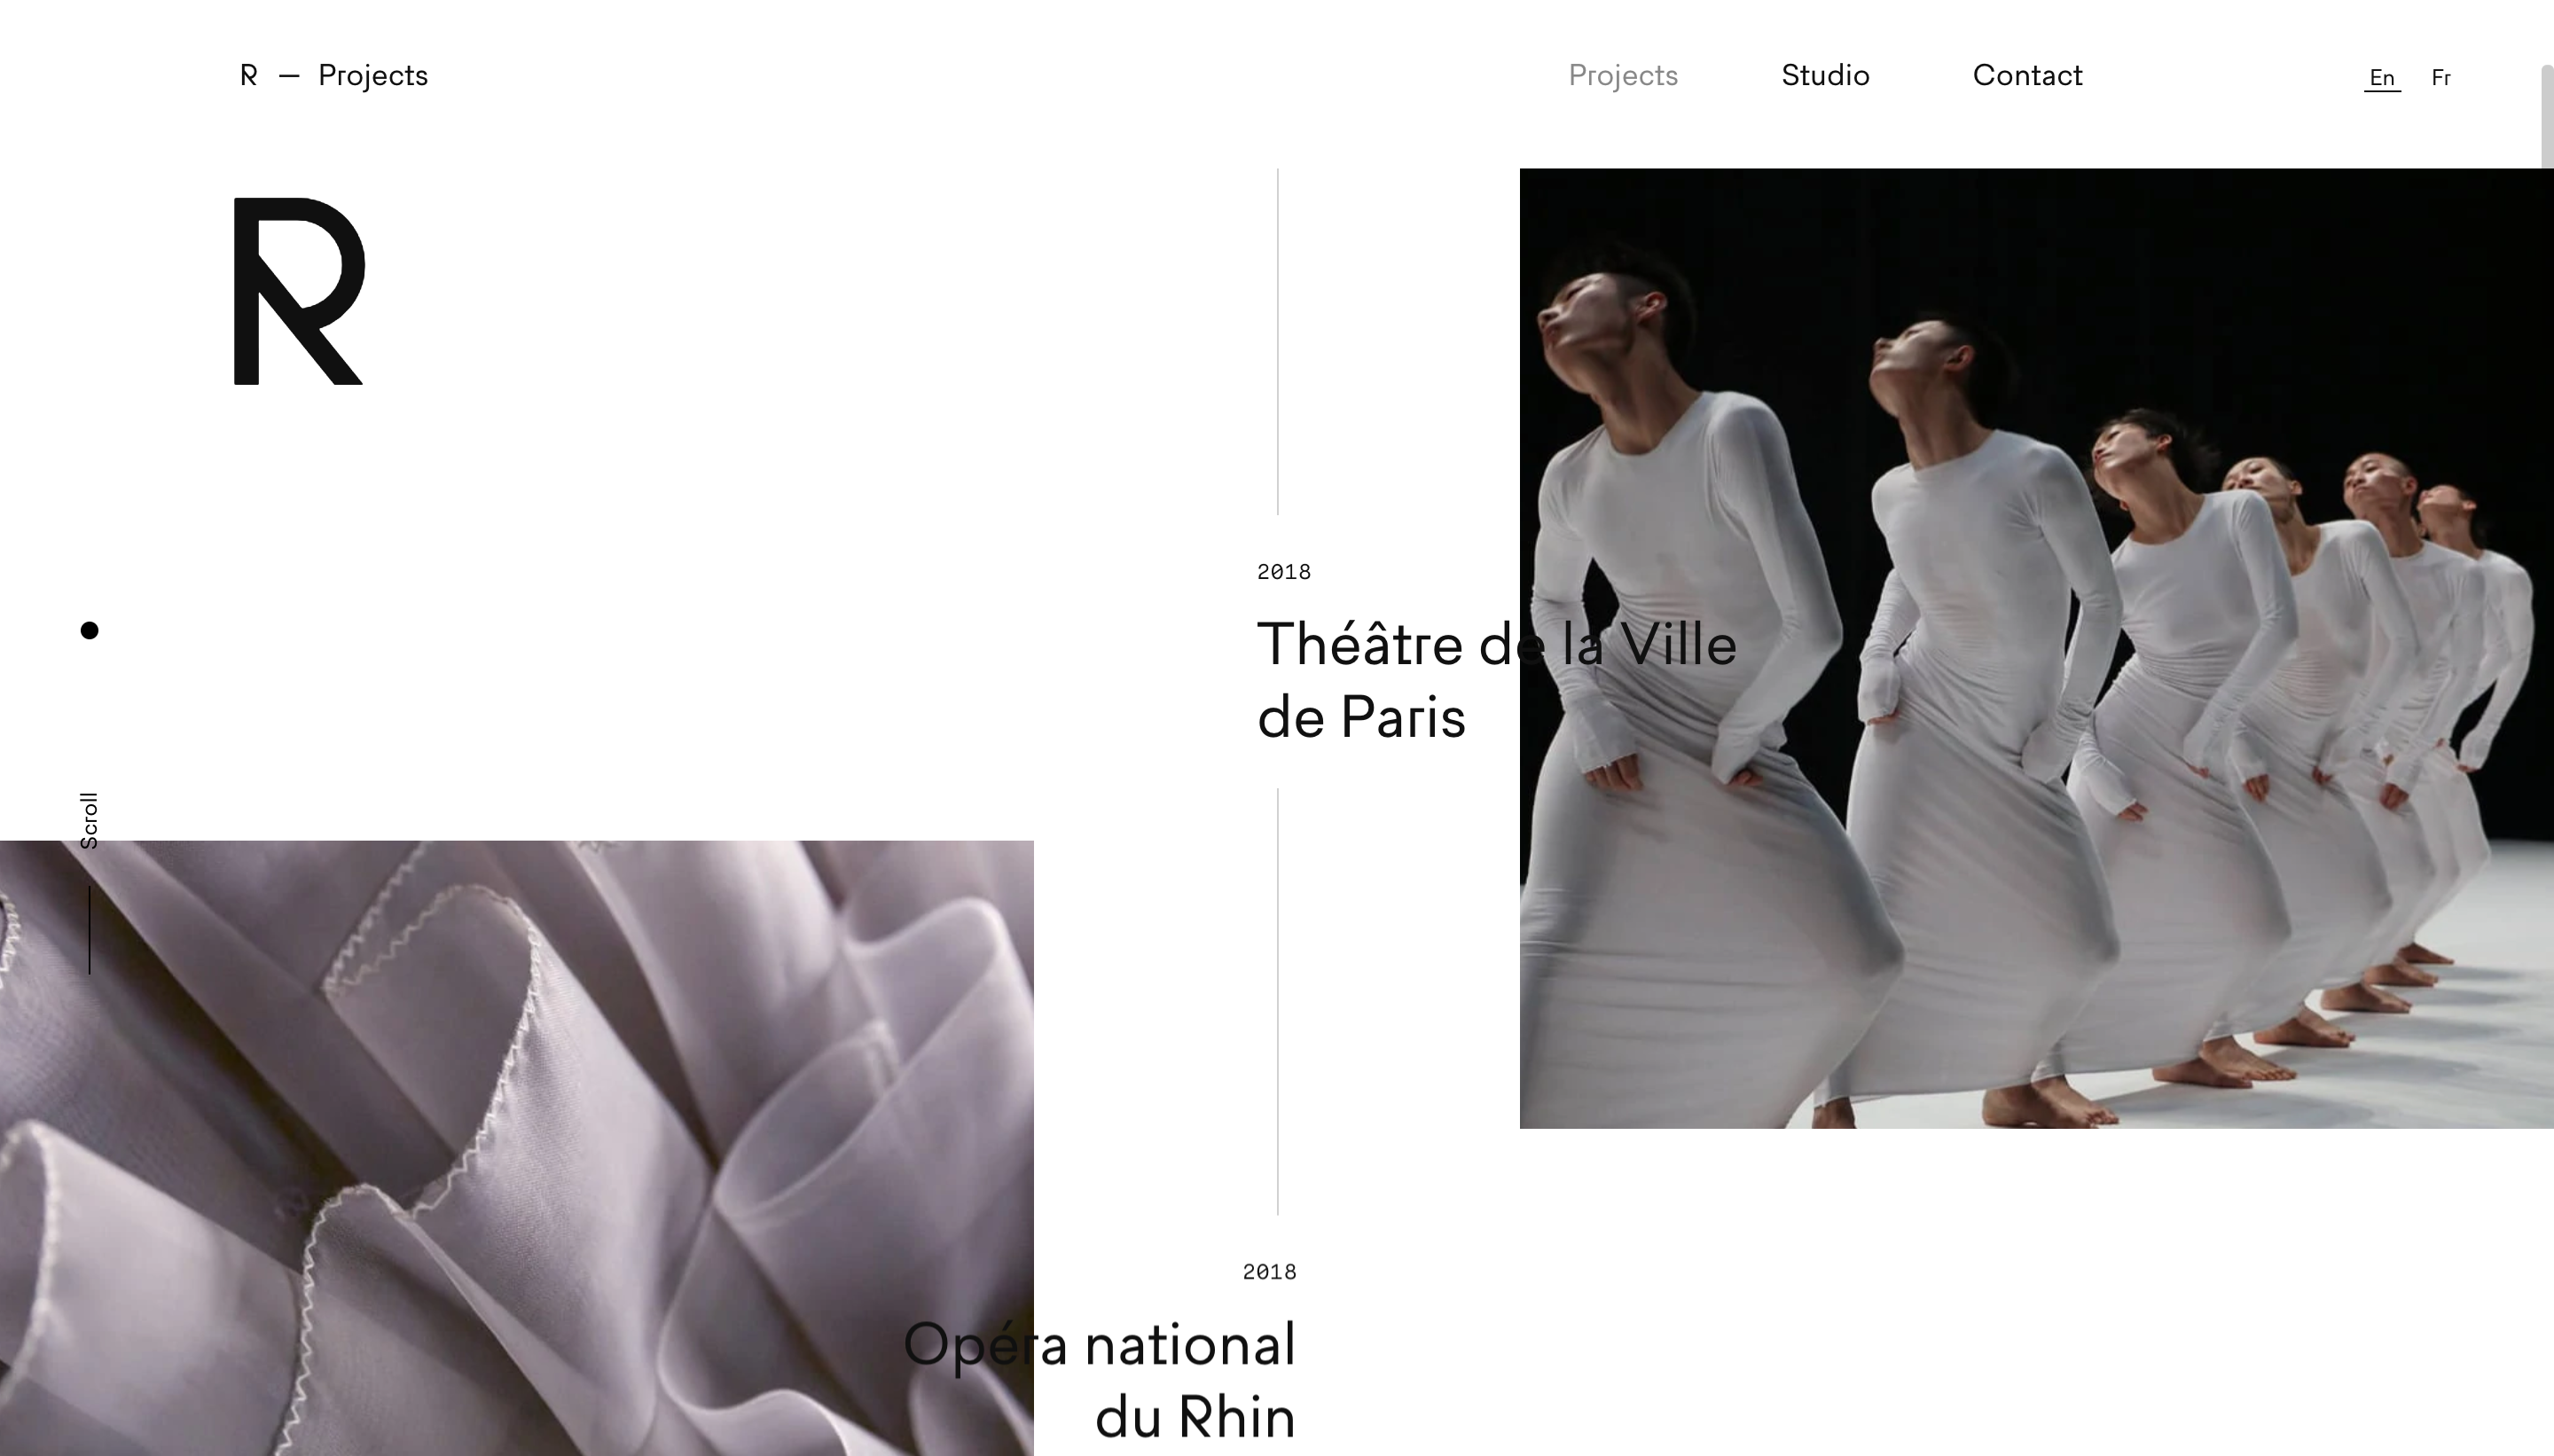 R — Projects
Projects
Studio
Contact
En
Fr
R
2018
Théâtre de la Ville
de Paris
Scroll
2018
Opéra national
du Rhin